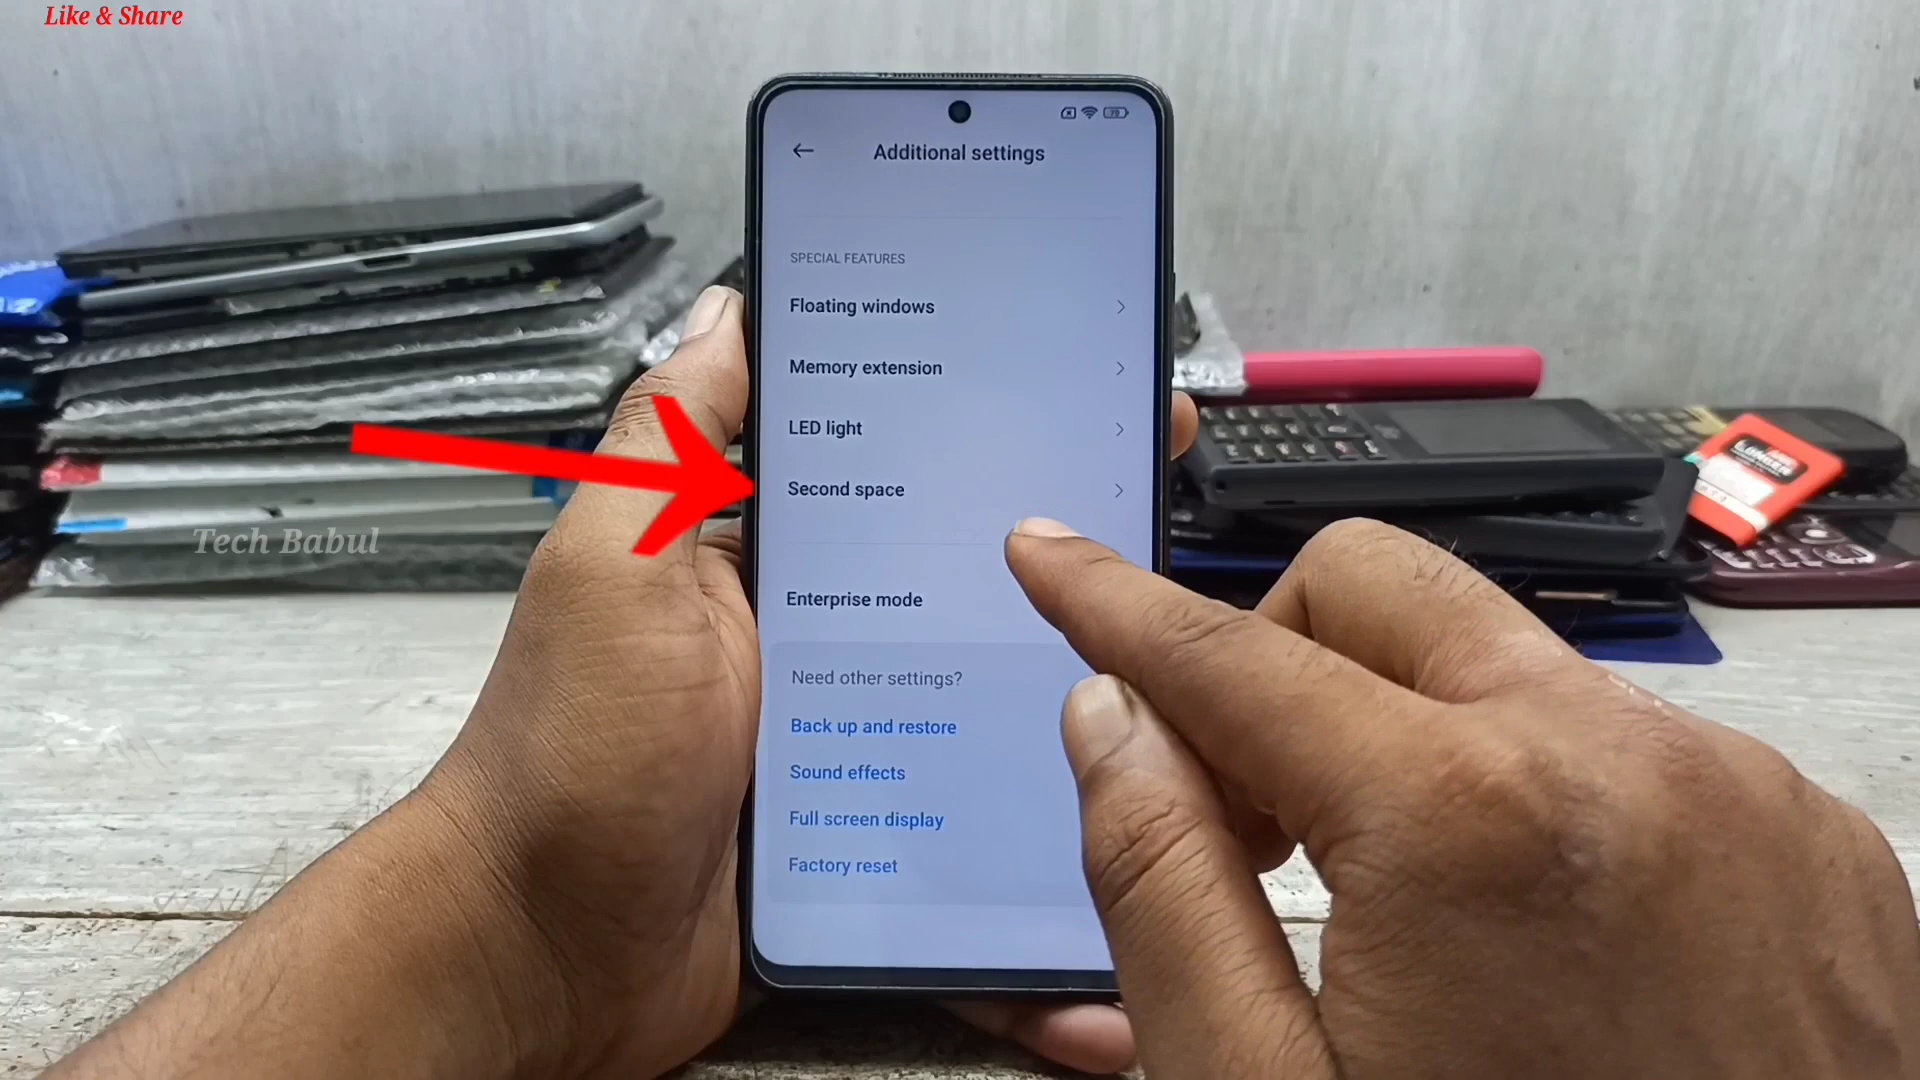 Like & Share
Additional settings
SPECIAL FEATURES
Floating windows
Memory extension
LED light
Second space
Tech Babul
Enterprise mode
Need other settings?
Back up and restore
Sound effects
Full screen display
Factory reset